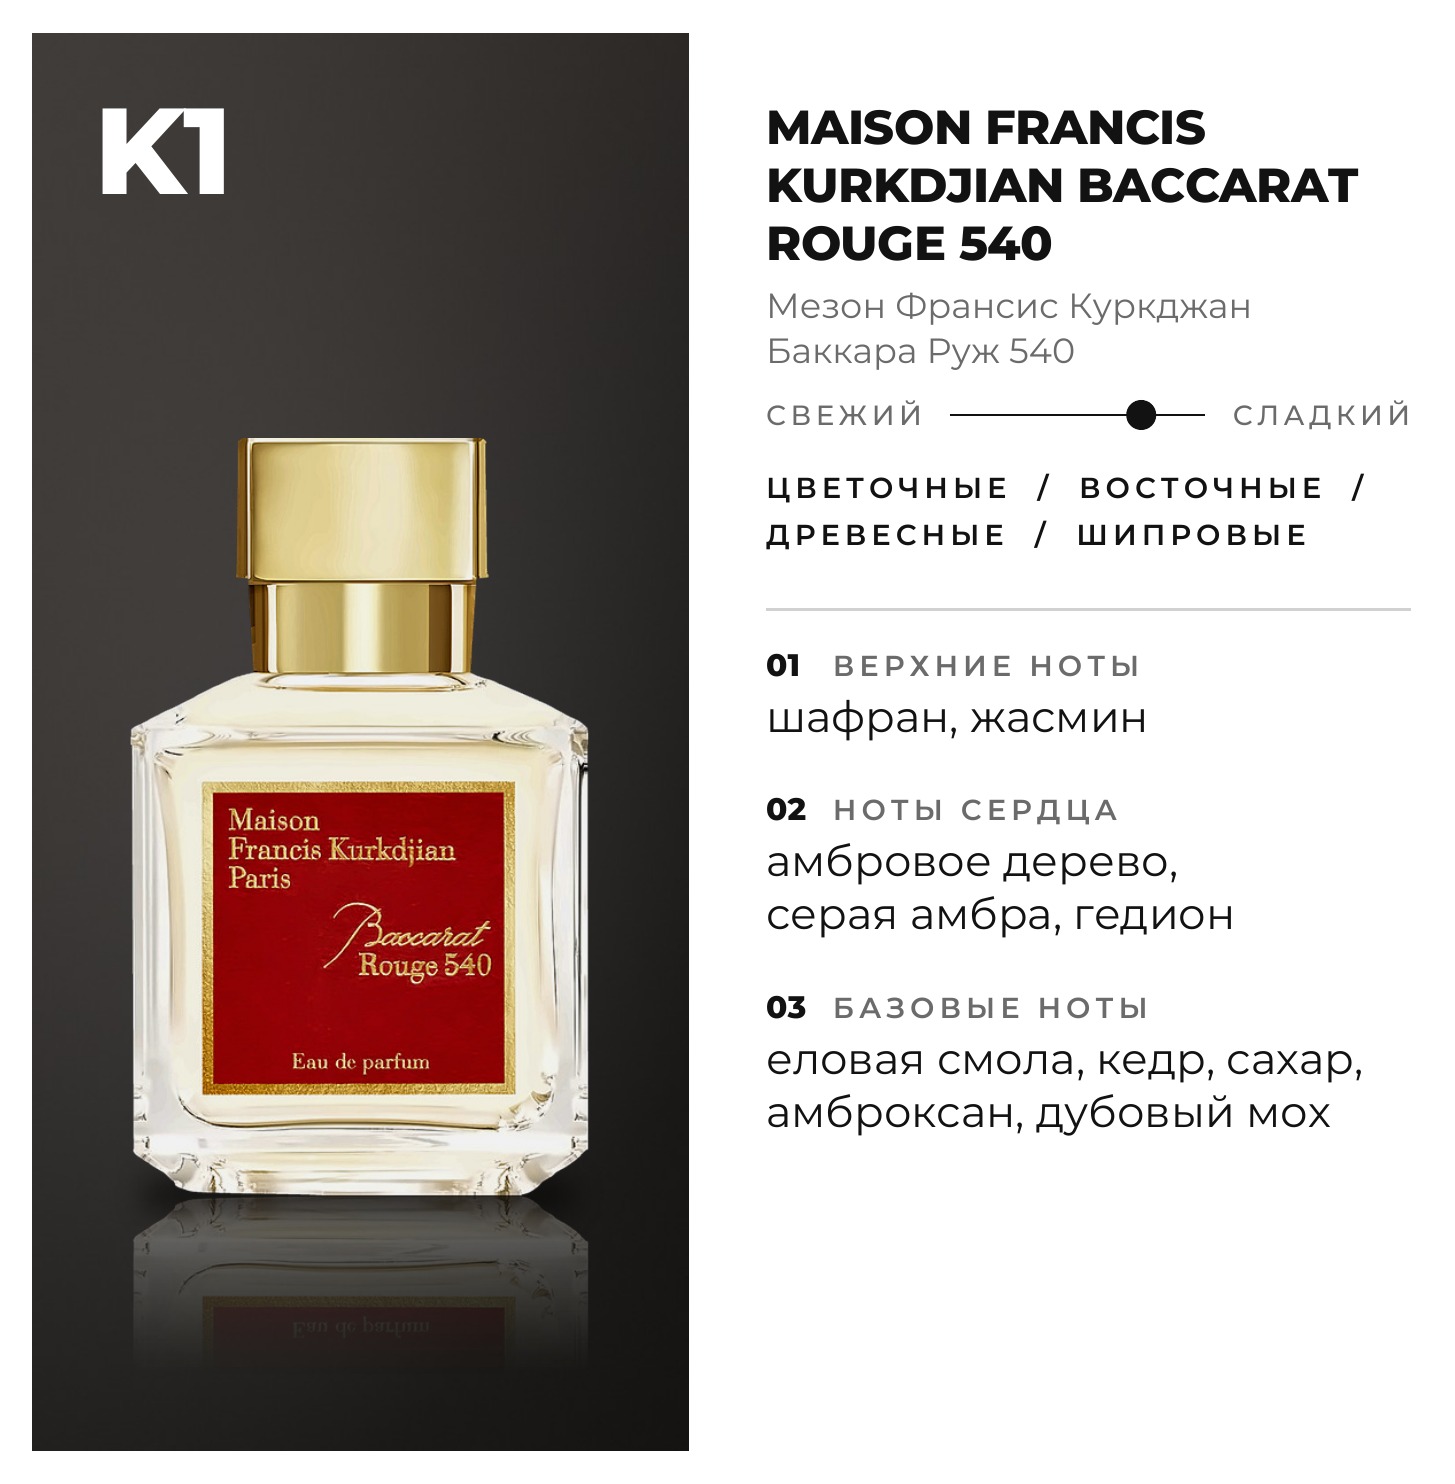 K1
MAISON FRANCIS
KURKDJIAN BACCARAT
ROUGE 540
Мезон Франсис Куркджан
Баккара Руж 540
СВЕЖИЙ СЛАДКИЙ
ЦВЕТОЧНЫЕ / ВОСТОЧНЫЕ /
ДРЕВЕСНЫЕ / ШИПРОВЫЕ
01 ВЕРХНИЕ НОТЫ
шафран, жасмин
02 НОТЫ СЕРДЦА
амбровое дерево,
серая амбра, гедион
03 БАЗОВЫЕ НОТЫ
еловая смола, кедр, сахар,
амброксан, дубовый мох
Maison
Francis Kurkdjian
Paris
Baccarat
Rouge 540
Eau de parfum